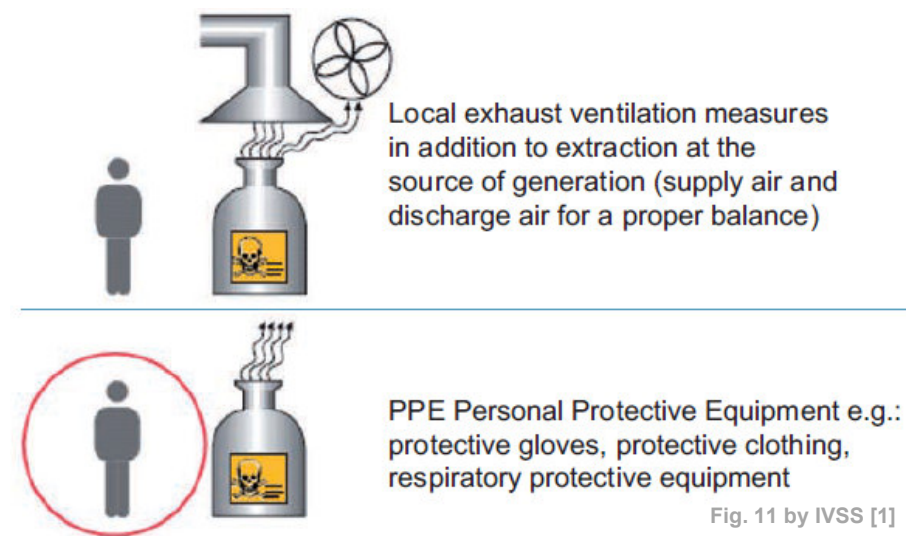 Local exhaust ventilation measures
in addition to extraction at the
source of generation (supply air and
discharge air for a proper balance)
PPE Personal Protective Equipment e.g.:
protective gloves, protective clothing,
respiratory protective equipment
Fig. 11 by IVSS [1]